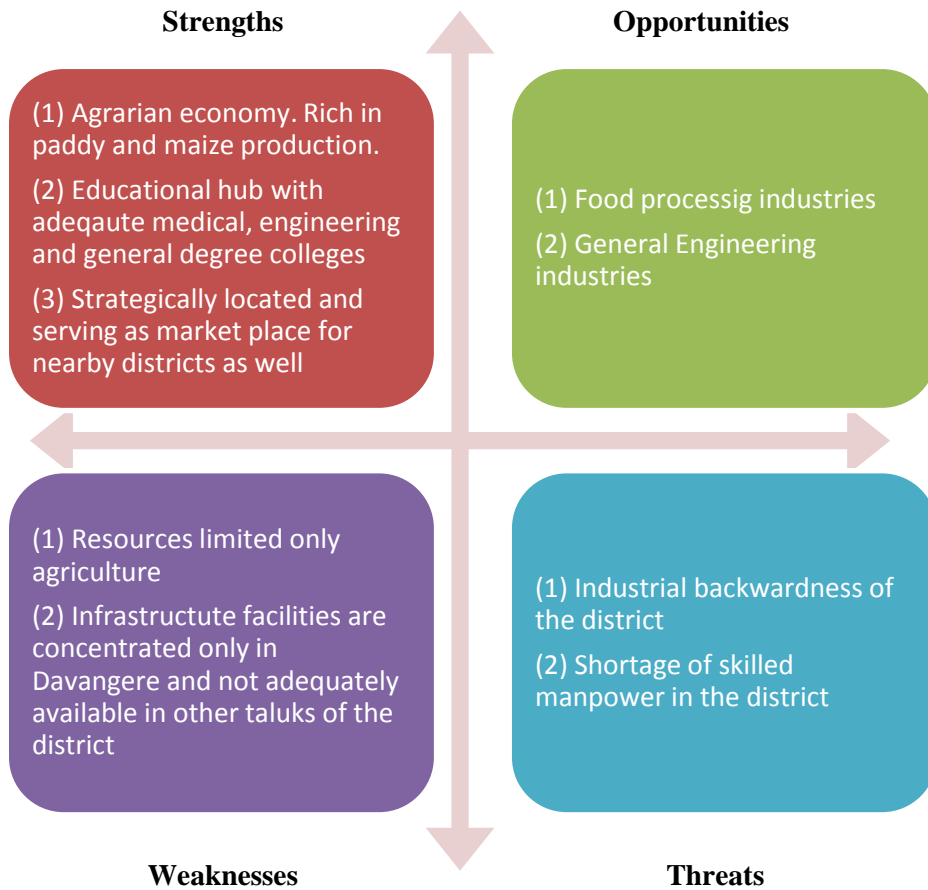 Strengths
(1) Agrarian economy. Rich in
paddy and maize production.
(2) Educational hub with
adeqaute medical, engineering
and general degree colleges
(3) Strategically located and
serving as market place for
nearby districts as well
Opportunities
(1) Food processig industries
(2) General Engineering
industries
(1) Resources limited only
agriculture
(2) Infrastructute facilities are
concentrated only in
Davangere and not adequately
available in other taluks of the
district
Weaknesses
(1) Industrial backwardness of
the district
(2) Shortage of skilled
manpower in the district
Threats